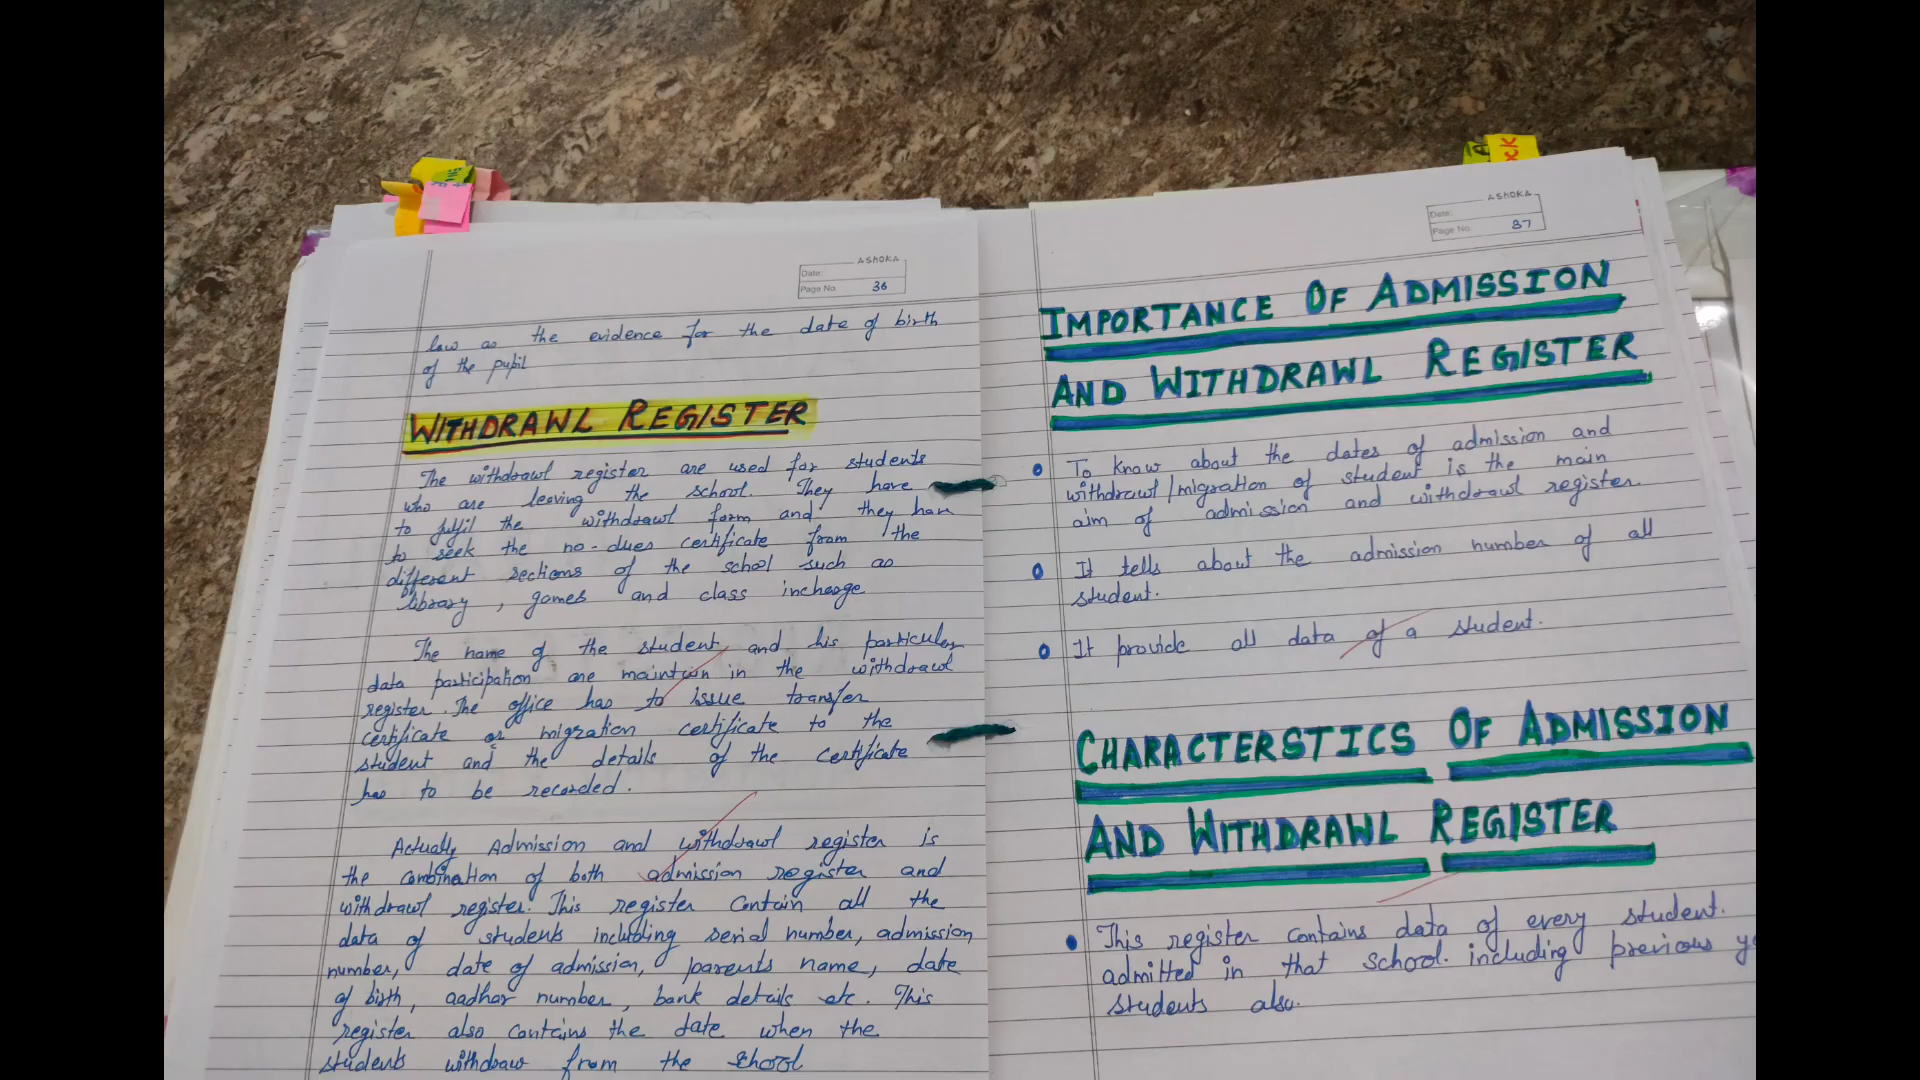 ASHOKA
Date:
Page No. 36
law as the evidence for the date of birth
of the pupil
WITHDRAWL REGISTER
The withdrawl register are used for students
who are leaving the school. They have
to fulfil the withdrawl form and they have
to seek the no-dues certificate from the
different sections of the school such as
library, games and class incharge.
The name of the student and his particular
data participation are maintain in the withdrawl
register. The office has to issue transfer
certificate or migration certificate to the
student and the details of the certificate
has to be recorded.
Actually Admission and withdrawl register is
the combination of both admission register and
withdrawl register. This register contain all the
data of students including serial number, admission
number, date of admission, parents name, date
of birth, aadhar number, bank details etc. This
register also contains the date when the
students withdraw from the school
ASHOKA
Date:
Page No. 37
IMPORTANCE OF ADMISSION
AND WITHDRAWL REGISTER
To know about the dates of admission and
withdrawl/migration of student is the main
aim of admission and withdrawl register.
It tells about the admission number of all
student.
It provide all data of a student.
CHARACTERSTICS OF ADMISSION
AND WITHDRAWL REGISTER
This register contains data of every student.
admitted in that school. including previous y
students also.